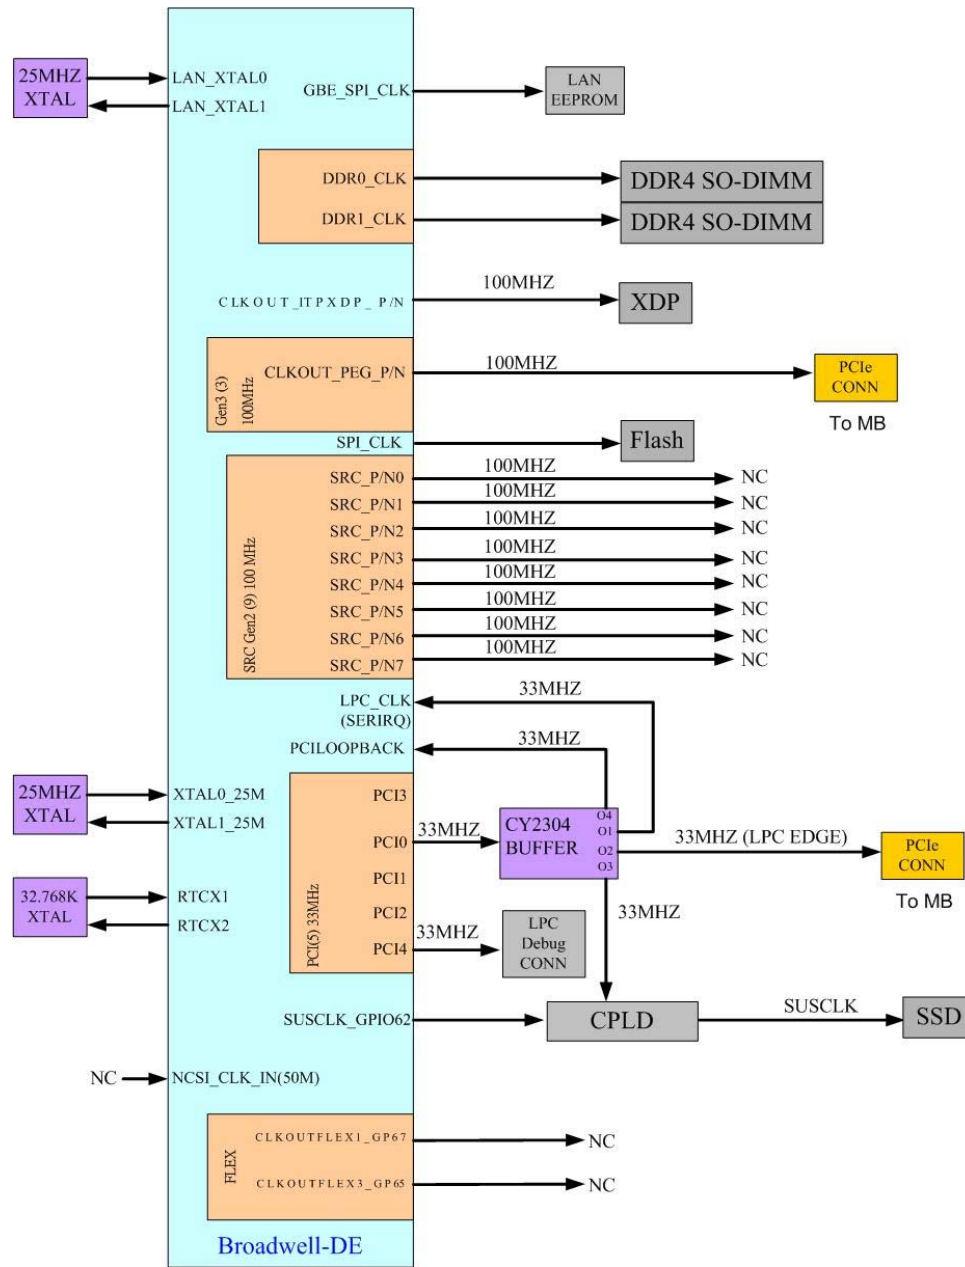 25MHZ
XTAL
LAN_XTAL0
LAN_XTAL1
GBE_SPI_CLK
LAN
EEPROM
DDR0_CLK
DDR4 SO-DIMM
DDR1_CLK
DDR4 SO-DIMM
CLKOUT_ITPXDP_P/N
100MHZ
XDP
Gen3 (3)
100MHz
CLKOUT_PEG_P/N
100MHZ
PCIe
CONN
To MB
SPI_CLK
Flash
SRC Gen2 (9) 100 MHz
SRC_P/N0
100MHZ
NC
SRC_P/N1
100MHZ
NC
SRC_P/N2
100MHZ
NC
SRC_P/N3
100MHZ
NC
SRC_P/N4
100MHZ
NC
SRC_P/N5
100MHZ
NC
SRC_P/N6
100MHZ
NC
SRC_P/N7
100MHZ
NC
LPC_CLK
(SERIRQ)
33MHZ
PCILOOPBACK
33MHZ
25MHZ
XTAL
XTAL0_25M
XTAL1_25M
PCI(5) 33MHz
PCI3
PCI0
33MHZ
PCI1
PCI2
PCI4
33MHZ
CY2304
BUFFER
O4
O1
O2
O3
33MHZ (LPC EDGE)
PCIe
CONN
To MB
33MHZ
32.768K
XTAL
RTCX1
RTCX2
LPC
Debug
CONN
SUSCLK_GPIO62
CPLD
SUSCLK
SSD
NC
NCSI_CLK_IN(50M)
FLEX
CLKOUTFLEX1_GP67
NC
CLKOUTFLEX3_GP65
NC
Broadwell-DE